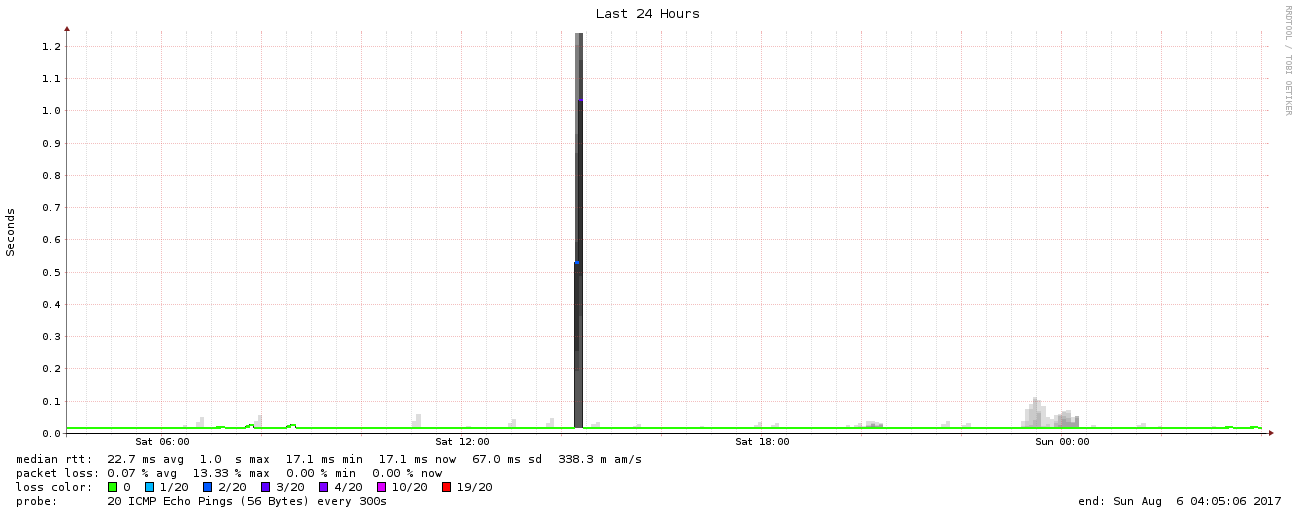 Last 24 Hours
RRDTOOL / TOBI OETIKER
Seconds
1.2
1.1
1.0
0.9
0.8
0.7
0.6
0.5
0.4
0.3
0.2
0.1
0.0
Sat 06:00 Sat 12:00 Sat 18:00 Sun 00:00
median rtt: 22.7 ms avg 1.0 s max 17.1 ms min 17.1 ms now 67.0 ms sd 338.3 m am/s
packet loss: 0.07 % avg 13.33 % max 0.00 % min 0.00 % now
loss color: 0 1/20 2/20 3/20 4/20 10/20 19/20
probe: 20 ICMP Echo Pings (56 Bytes) every 300s end: Sun Aug 6 04:05:06 2017